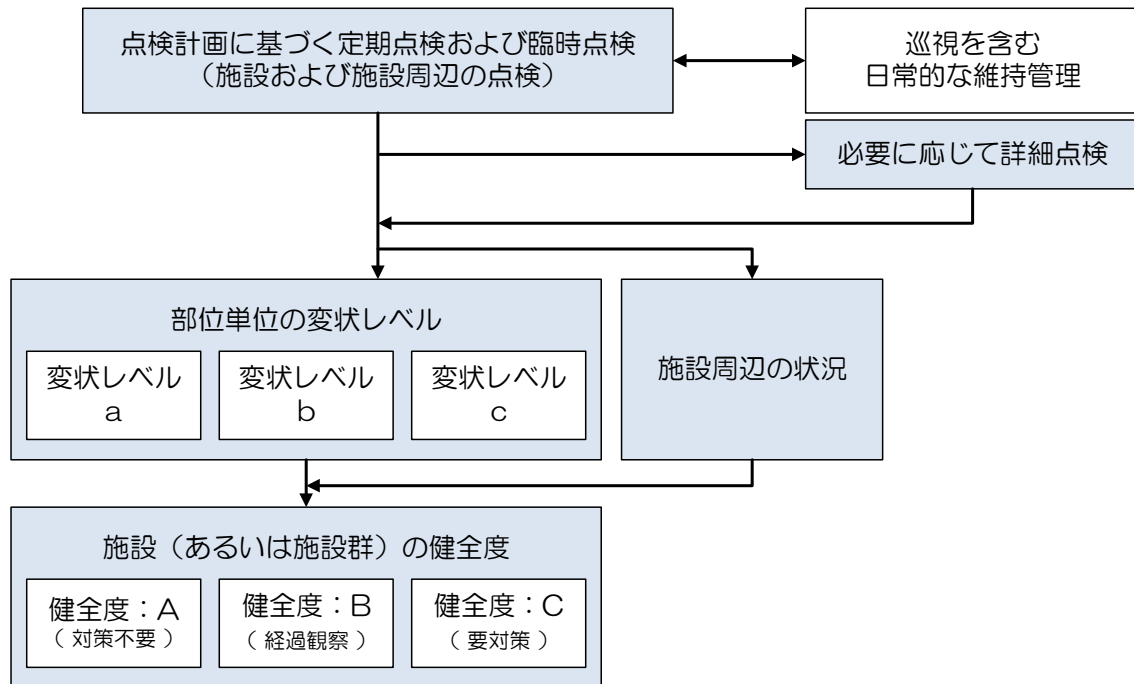 点検計画に基づく定期点検および臨時点検
（施設および施設周辺の点検）
巡視を含む
日常的な維持管理
必要に応じて詳細点検
部位単位の変状レベル
変状レベル
a
変状レベル
b
変状レベル
c
施設周辺の状況
施設（あるいは施設群）の健全度
健全度：A
（ 対策不要 ）
健全度：B
（ 経過観察 ）
健全度：C
（ 要対策 ）